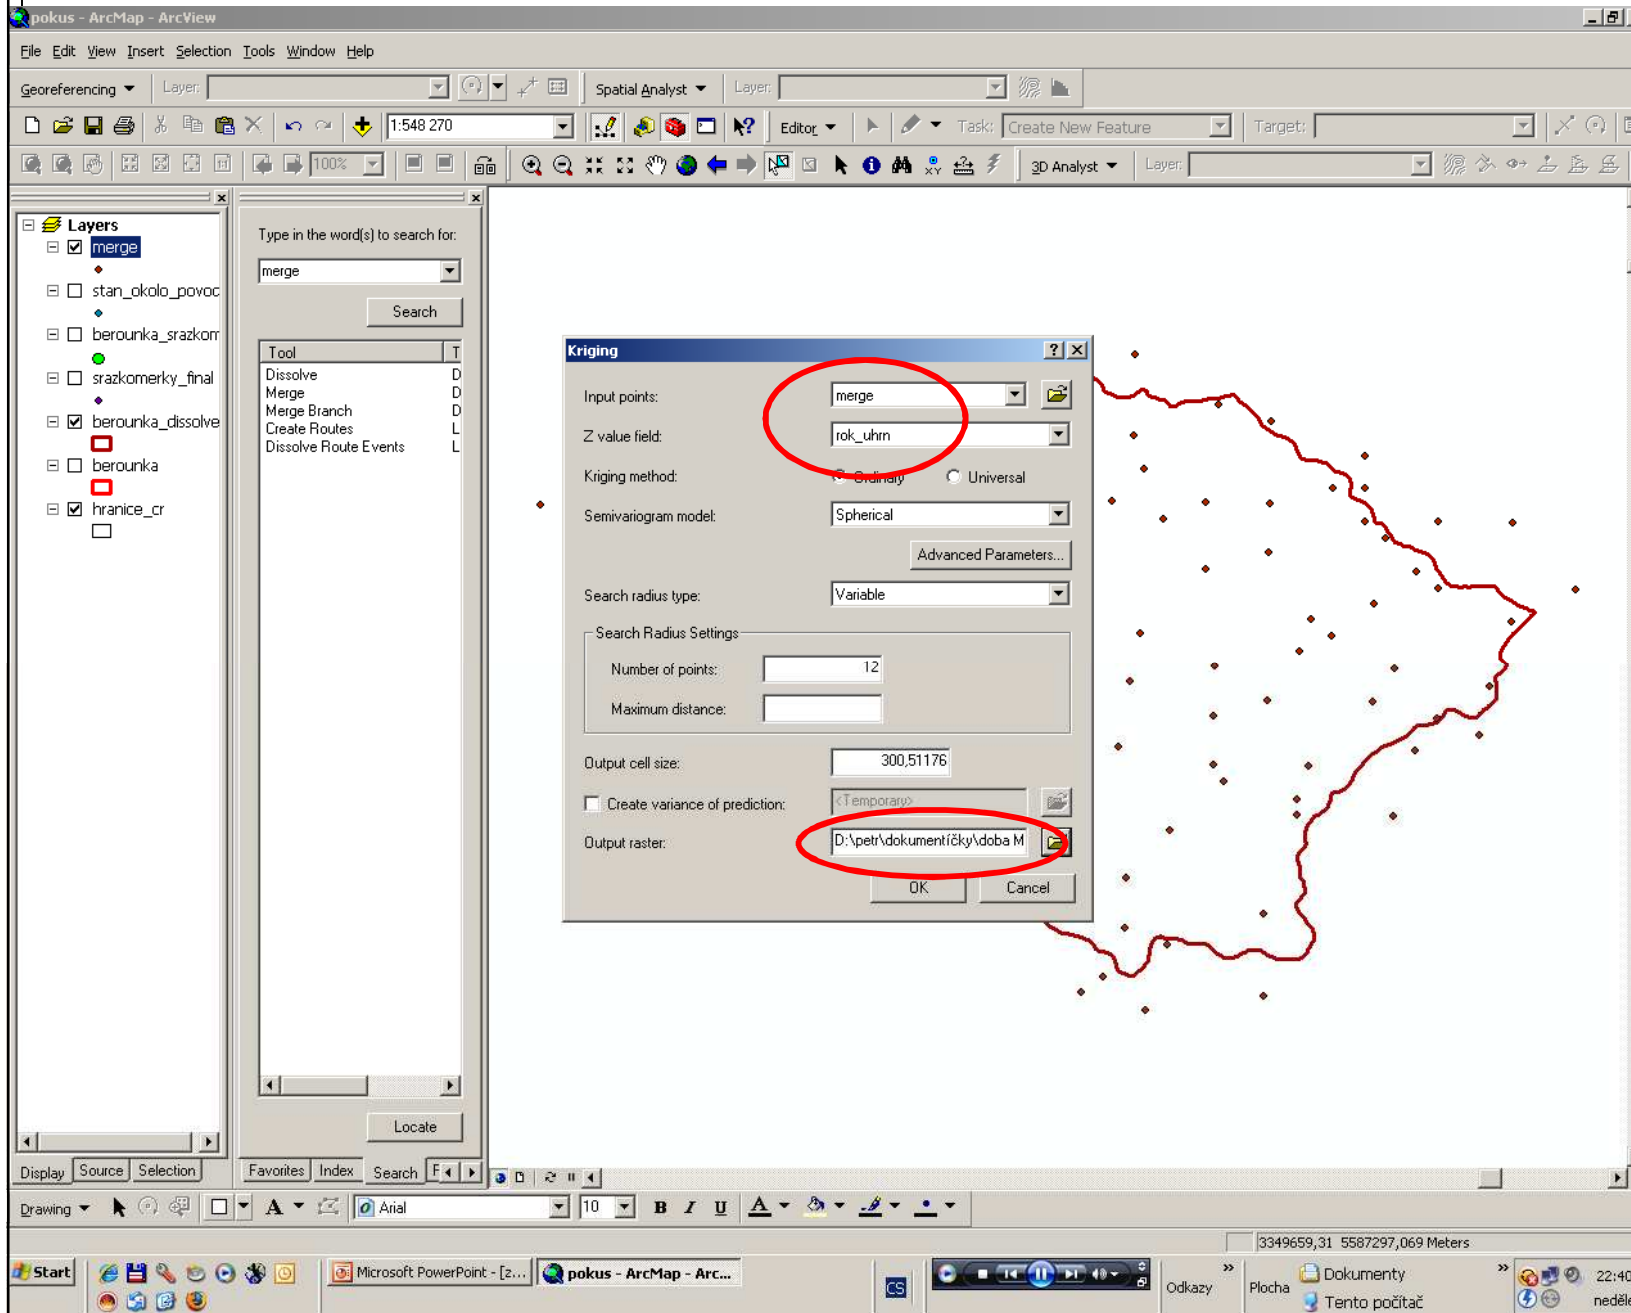 pokus - ArcMap - ArcView
File Edit View Insert Selection Tools Window Help
Georeferencing Layer: Spatial Analyst Layer:
1:548 270 Editor Task: Create New Feature Target:
100% 3D Analyst Layer:
Layers
merge
stan_okolo_povod
berounka_srazkom
srazkomerky_final
berounka_dissolve
berounka
hranice_cr
Type in the word(s) to search for:
merge
Search
Tool T
Dissolve D
Merge D
Merge Branch D
Create Routes L
Dissolve Route Events L
Locate
Kriging
Input points: merge
Z value field: rok_uhrn
Kriging method: Ordinary Universal
Semivariogram model: Spherical
Advanced Parameters...
Search radius type: Variable
Search Radius Settings
Number of points: 12
Maximum distance:
Output cell size: 300,51176
Create variance of prediction: <Temporary>
Output raster: D:\petr\dokumentíčky\doba M
OK Cancel
Display Source Selection Favorites Index Search F
Drawing Arial 10 B I U A
3349659,31 5587297,069 Meters
Start Microsoft PowerPoint - [z... pokus - ArcMap - Arc... CS Odkazy Plocha Dokumenty 22:40
Tento počítač neděle